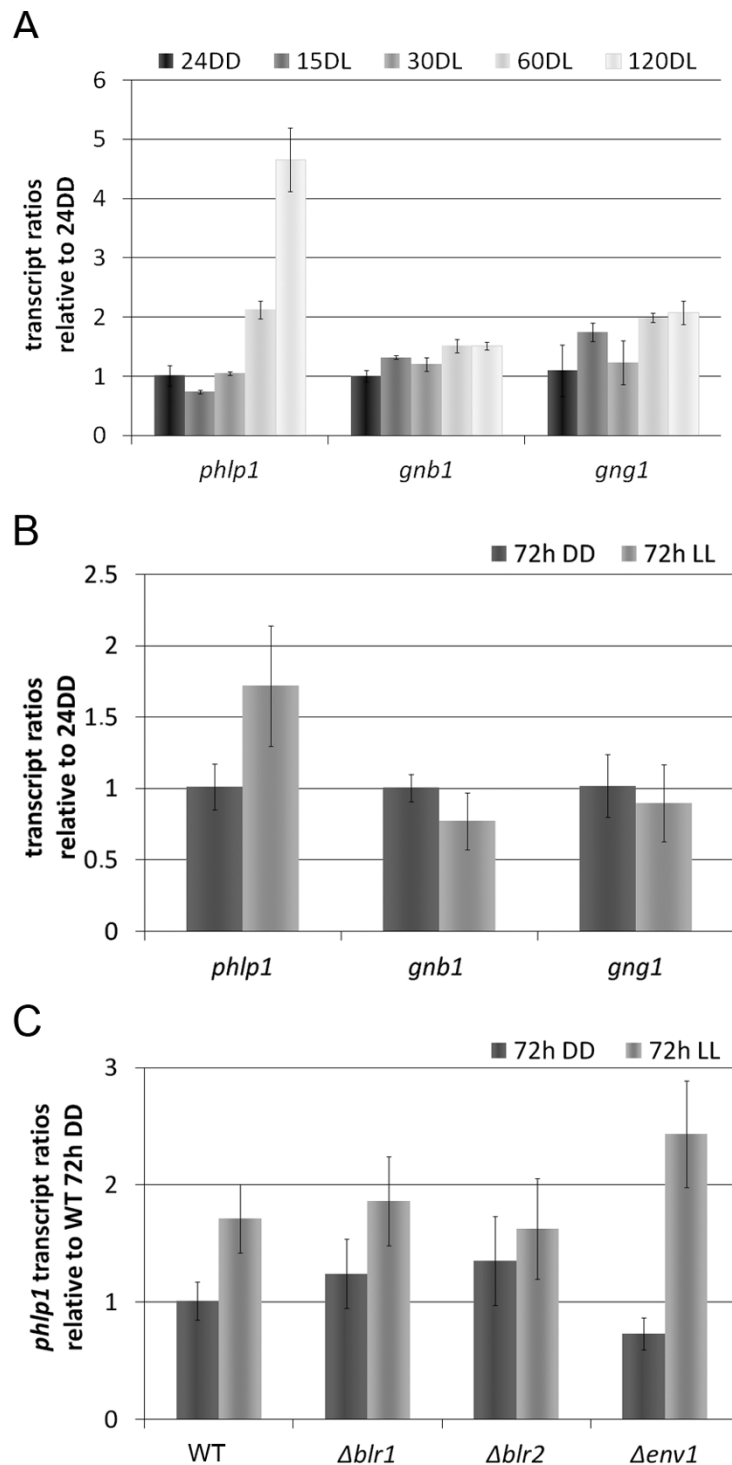 A
24DD 15DL 30DL 60DL 120DL
6
5
4
3
2
1
0
transcript ratios
relative to 24DD
phlp1 gnb1 gng1
B
72h DD 72h LL
2.5
2
1.5
1
0.5
0
transcript ratios
relative to 24DD
phlp1 gnb1 gng1
C
72h DD 72h LL
3
2
1
0
phlp1 transcript ratios
relative to WT 72h DD
WT Δblr1 Δblr2 Δenv1